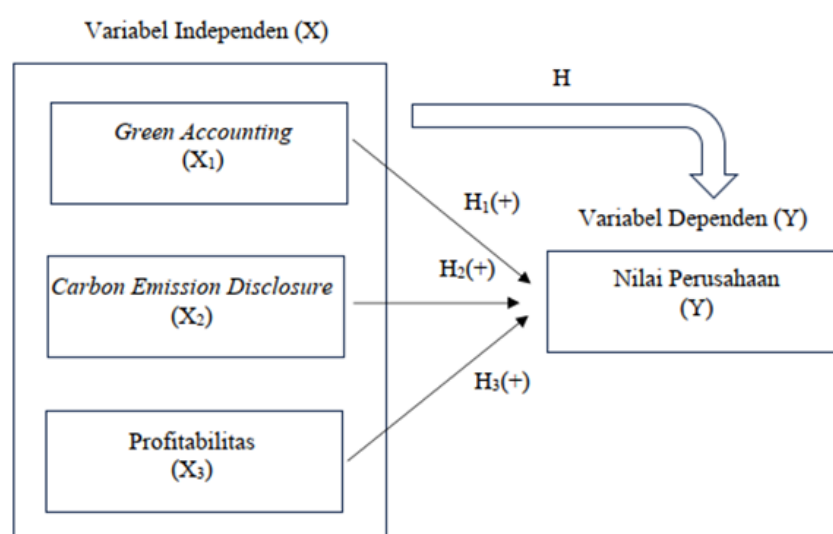 Variabel Independen (X)
H
Green Accounting
(X₁)
H₁(+)
Variabel Dependen (Y)
Carbon Emission Disclosure
(X₂)
H₂(+)
Nilai Perusahaan
(Y)
H₃(+)
Profitabilitas
(X₃)